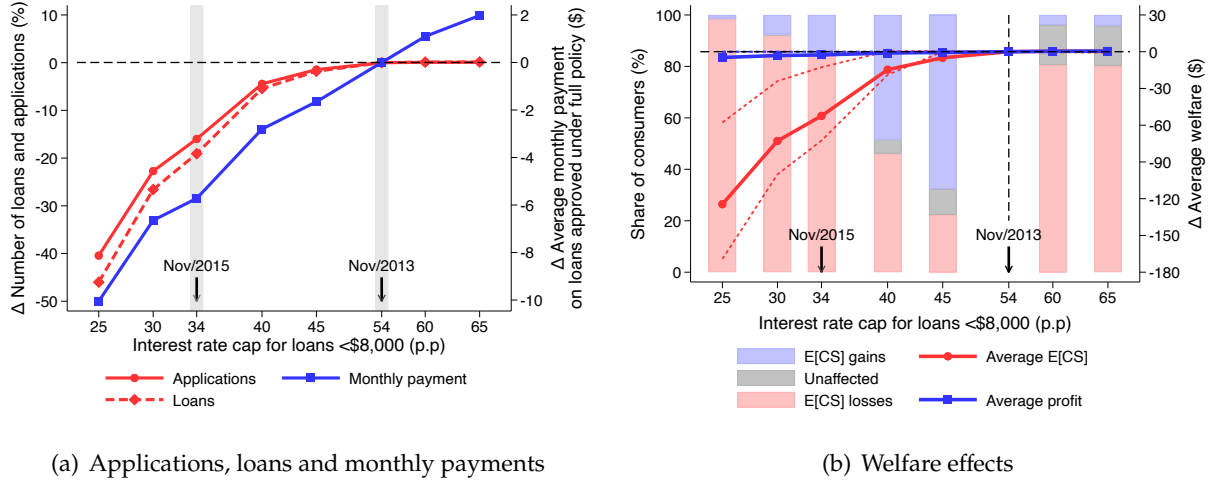 Δ Number of loans and applications (%)
10
0
-10
-20
-30
-40
-50
2
0
-2
-4
-6
-8
-10
Δ Average monthly payment
on loans approved under full policy ($)
Nov/2015
Nov/2013
25 30 34 40 45 54 60 65
Interest rate cap for loans <$8,000 (p.p)
Applications
Monthly payment
Loans
(a) Applications, loans and monthly payments
Share of consumers (%)
100
80
60
40
20
0
30
0
-30
-60
-90
-120
-150
-180
Δ Average welfare ($)
Nov/2015
Nov/2013
25 30 34 40 45 54 60 65
Interest rate cap for loans <$8,000 (p.p)
E[CS] gains
Average E[CS]
Unaffected
E[CS] losses
Average profit
(b) Welfare effects